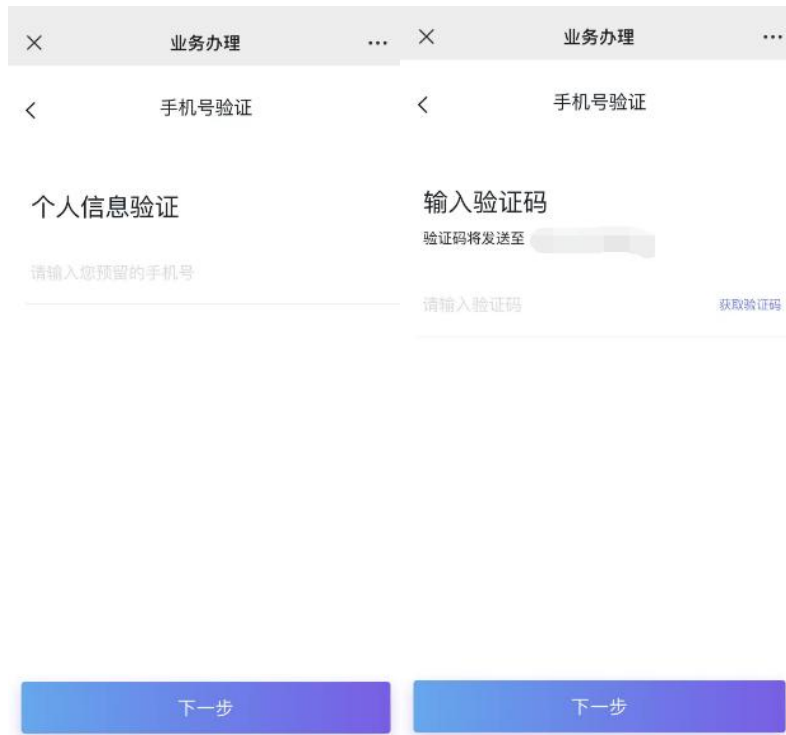 业务办理
手机号验证
个人信息验证
请输入您预留的手机号
下一步
业务办理
手机号验证
输入验证码
验证码将发送至
请输入验证码 获取验证码
下一步